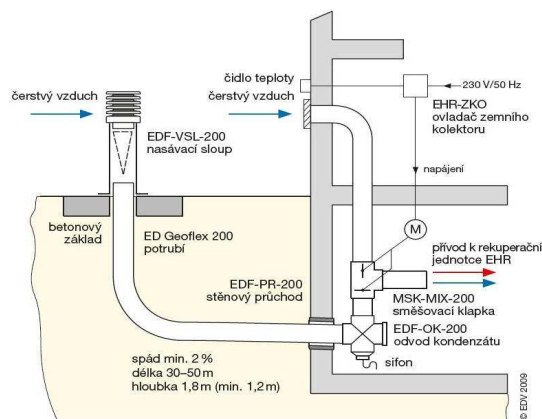 čidlo teploty
čerstvý vzduch
čerstvý vzduch
230 V/50 Hz
EHR-ZKO
ovladač zemního
kolektoru
EDF-VSL-200
nasávací sloup
napájení
M
betonový
základ
ED Geoflex 200
potrubí
přívod k rekuperační
jednotce EHR
EDF-PR-200
stěnový průchod
MSK-MIX-200
směšovací klapka
EDF-OK-200
odvod kondenzátu
sifon
spád min. 2 %
délka 30–50 m
hloubka 1,8 m (min. 1,2 m)
© EDV 2009